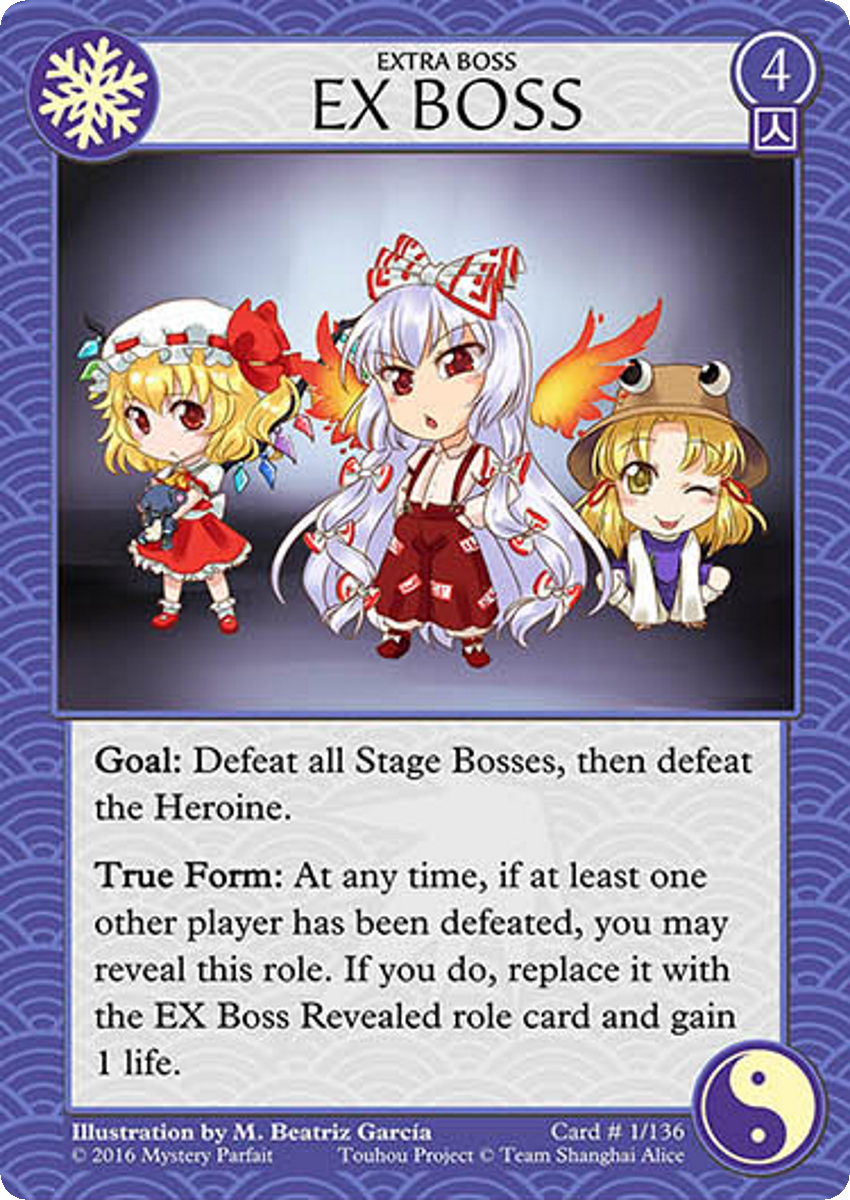 EXTRA BOSS
EX BOSS
4
人
Goal: Defeat all Stage Bosses, then defeat
the Heroine.
True Form: At any time, if at least one
other player has been defeated, you may
reveal this role. If you do, replace it with
the EX Boss Revealed role card and gain
1 life.
Illustration by M. Beatriz García
Card # 1/136
© 2016 Mystery Parfait
Touhou Project © Team Shanghai Alice